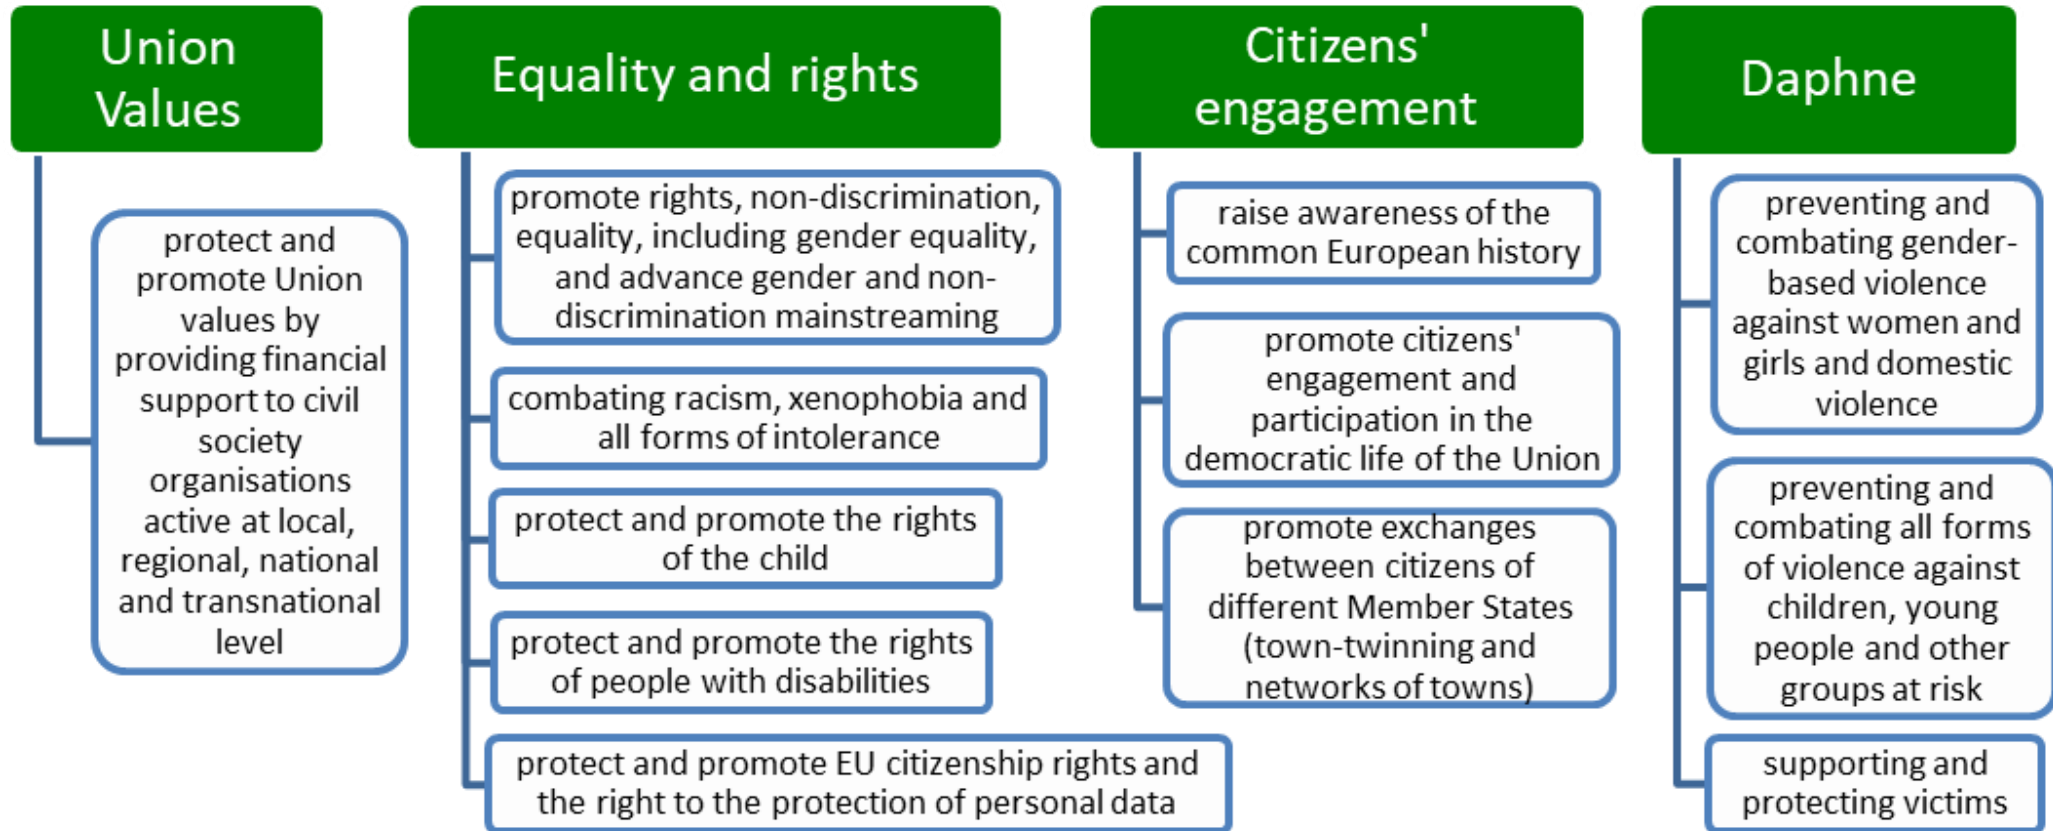 Union
Values
protect and
promote Union
values by
providing financial
support to civil
society
organisations
active at local,
regional, national
and transnational
level
Equality and rights
promote rights, non-discrimination,
equality, including gender equality,
and advance gender and non-
discrimination mainstreaming
combating racism, xenophobia and
all forms of intolerance
protect and promote the rights
of the child
protect and promote the rights
of people with disabilities
protect and promote EU citizenship rights and
the right to the protection of personal data
Citizens'
engagement
raise awareness of the
common European history
promote citizens'
engagement and
participation in the
democratic life of the Union
promote exchanges
between citizens of
different Member States
(town-twinning and
networks of towns)
Daphne
preventing and
combating gender-
based violence
against women and
girls and domestic
violence
preventing and
combating all forms
of violence against
children, young
people and other
groups at risk
supporting and
protecting victims